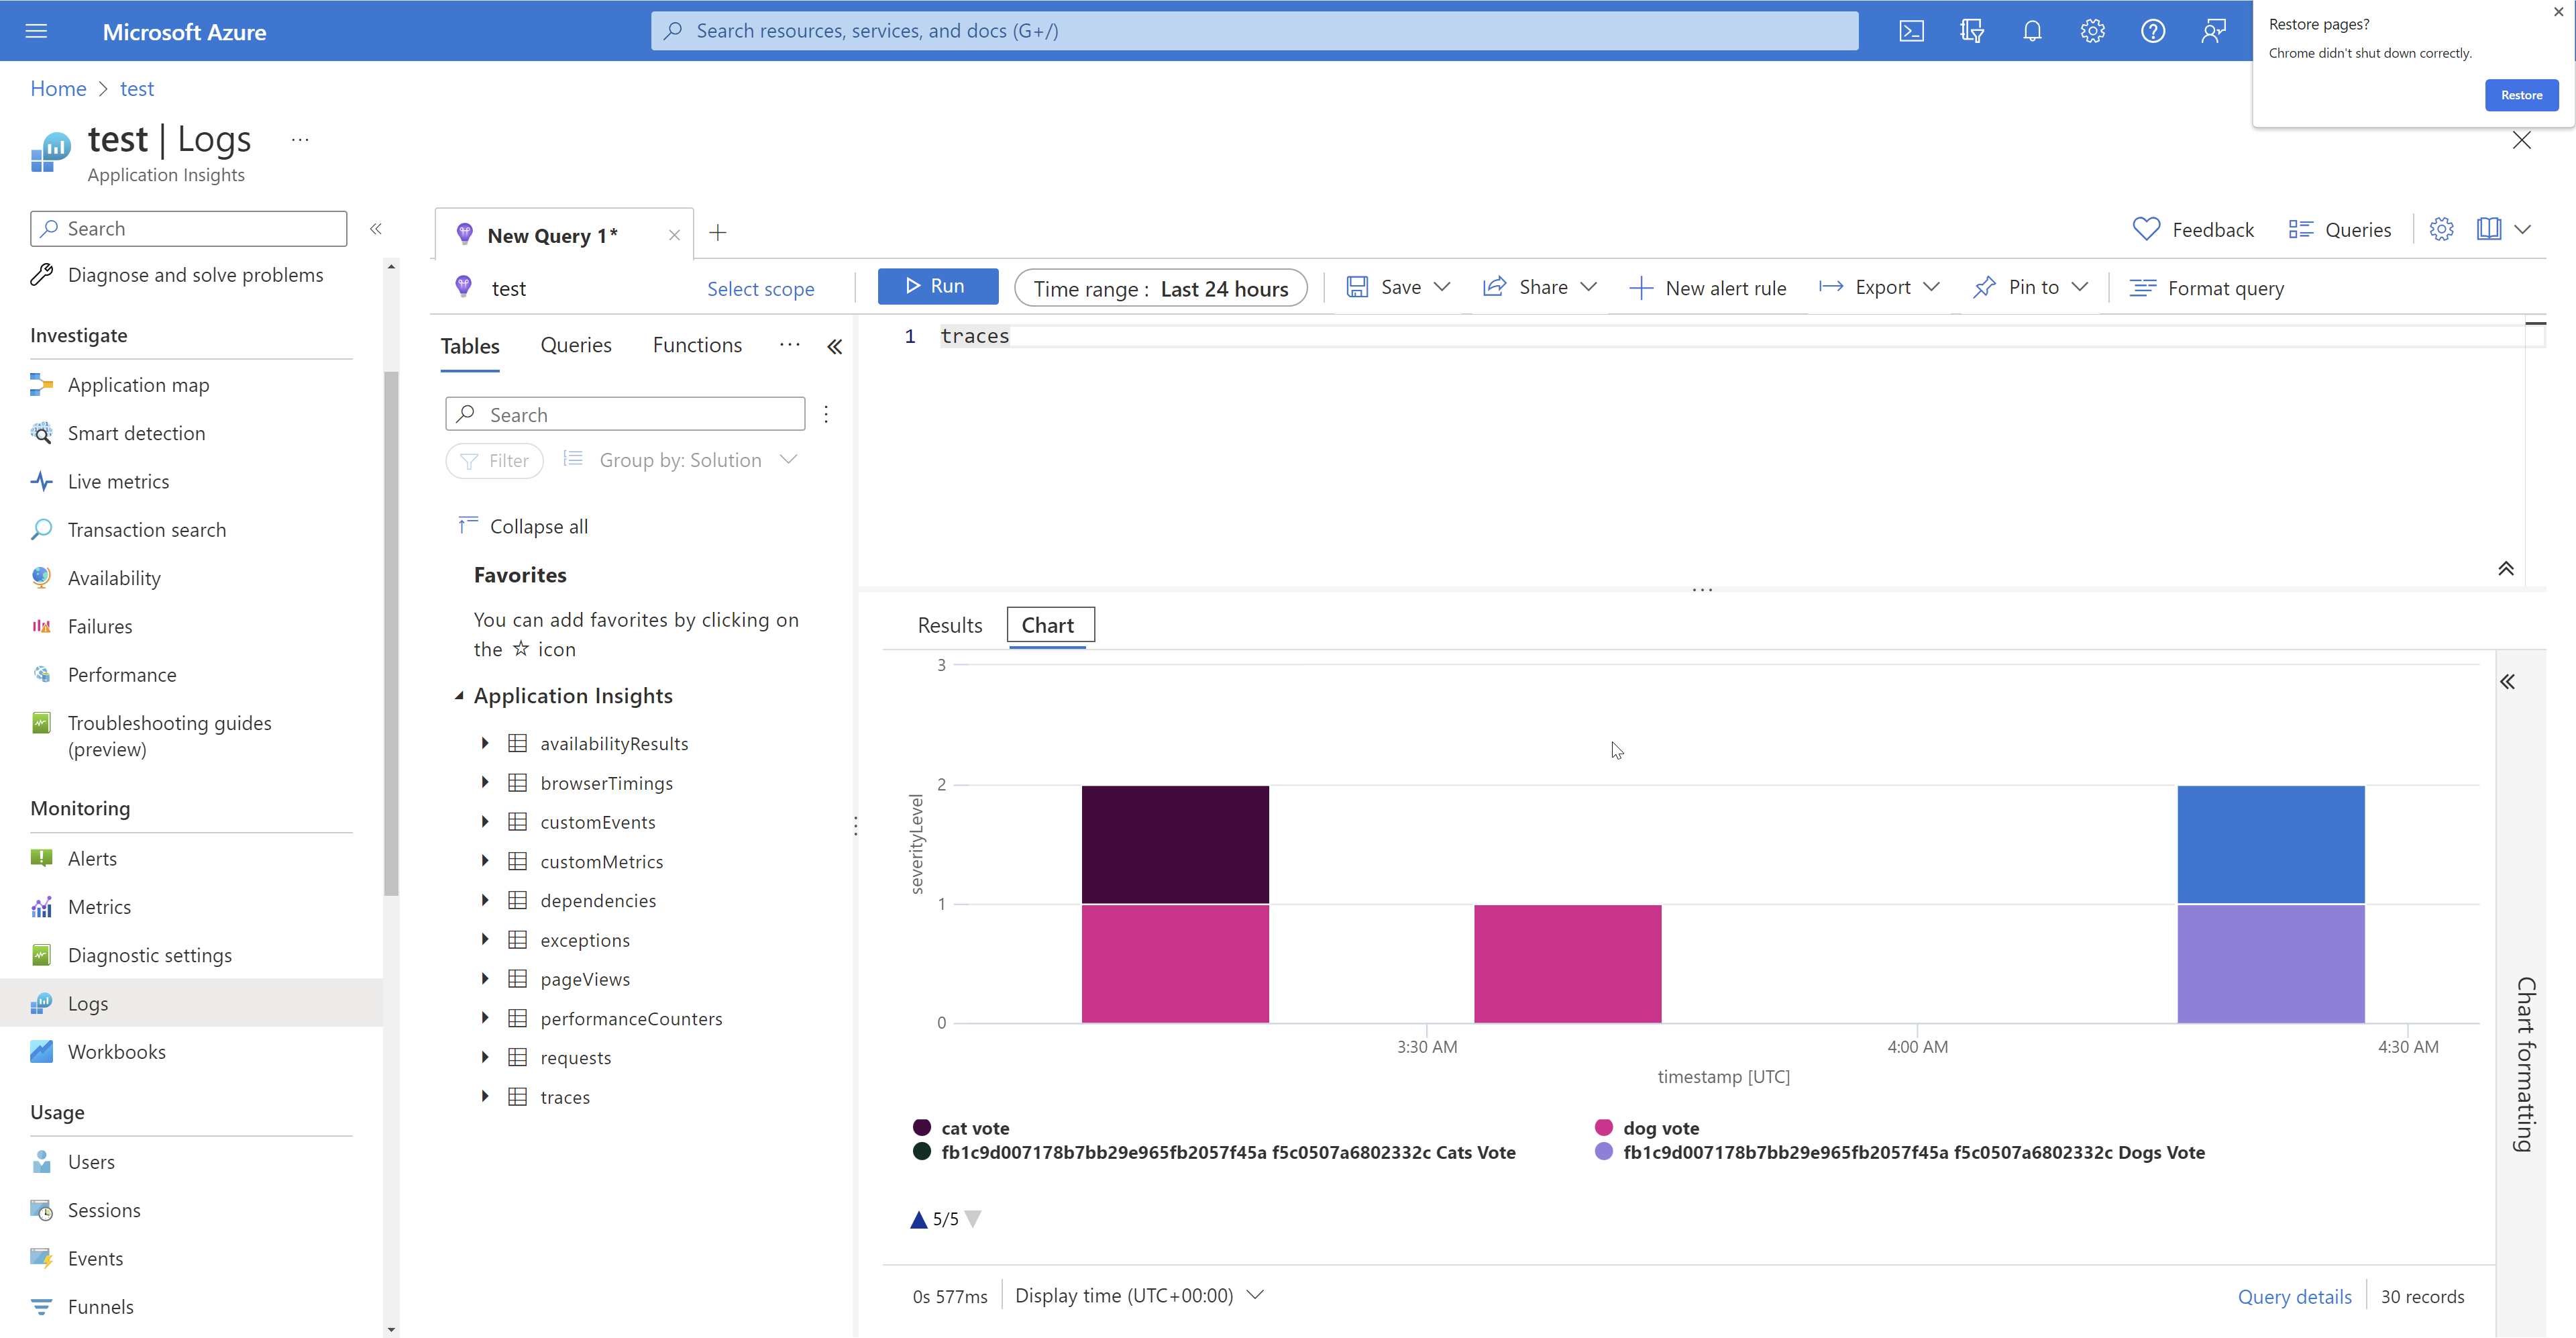 Microsoft Azure
Search resources, services, and docs (G+/)
Restore pages?
Chrome didn't shut down correctly.
Restore
Home > test
test | Logs ...
Application Insights
Search
Diagnose and solve problems
Investigate
Application map
Smart detection
Live metrics
Transaction search
Availability
Failures
Performance
Troubleshooting guides
(preview)
Monitoring
Alerts
Metrics
Diagnostic settings
Logs
Workbooks
Usage
Users
Sessions
Events
Funnels
New Query 1*
Feedback
Queries
test
Select scope
Run
Time range : Last 24 hours
Save
Share
New alert rule
Export
Pin to
Format query
Tables
Queries
Functions
...
Search
Filter
Group by: Solution
Collapse all
Favorites
You can add favorites by clicking on
the ☆ icon
Application Insights
availabilityResults
browserTimings
customEvents
customMetrics
dependencies
exceptions
pageViews
performanceCounters
requests
traces
1 traces
Results
Chart
3
2
1
0
severityLevel
3:30 AM
4:00 AM
4:30 AM
timestamp [UTC]
cat vote
dog vote
fb1c9d007178b7bb29e965fb2057f45a f5c0507a6802332c Cats Vote
fb1c9d007178b7bb29e965fb2057f45a f5c0507a6802332c Dogs Vote
5/5
Chart formatting
0s 577ms
Display time (UTC+00:00)
Query details
30 records